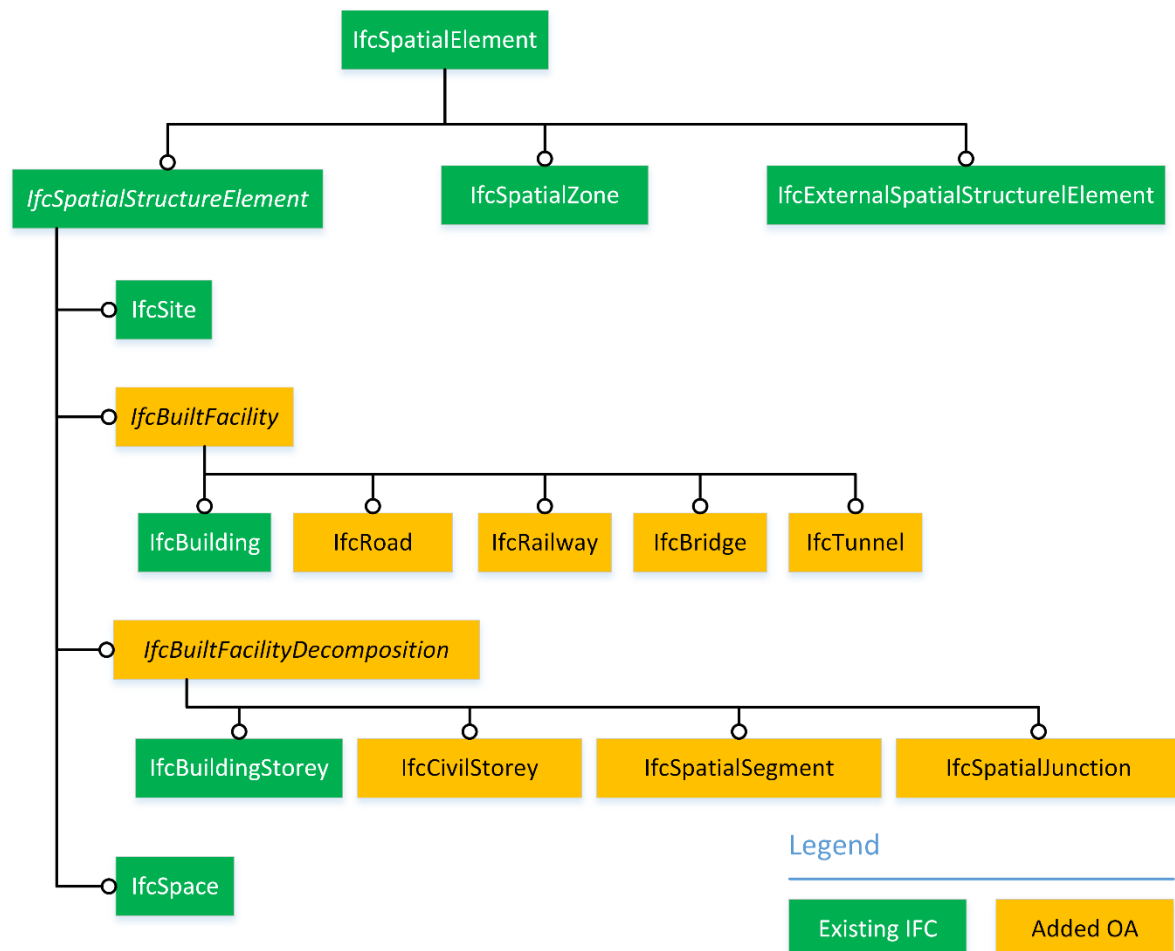 IfcSpatialElement
IfcSpatialStructureElement
IfcSpatialZone
IfcExternalSpatialStructurelElement
IfcSite
IfcBuiltFacility
IfcBuilding
IfcRoad
IfcRailway
IfcBridge
IfcTunnel
IfcBuiltFacilityDecomposition
IfcBuildingStorey
IfcCivilStorey
IfcSpatialSegment
IfcSpatialJunction
IfcSpace
Legend
Existing IFC
Added OA